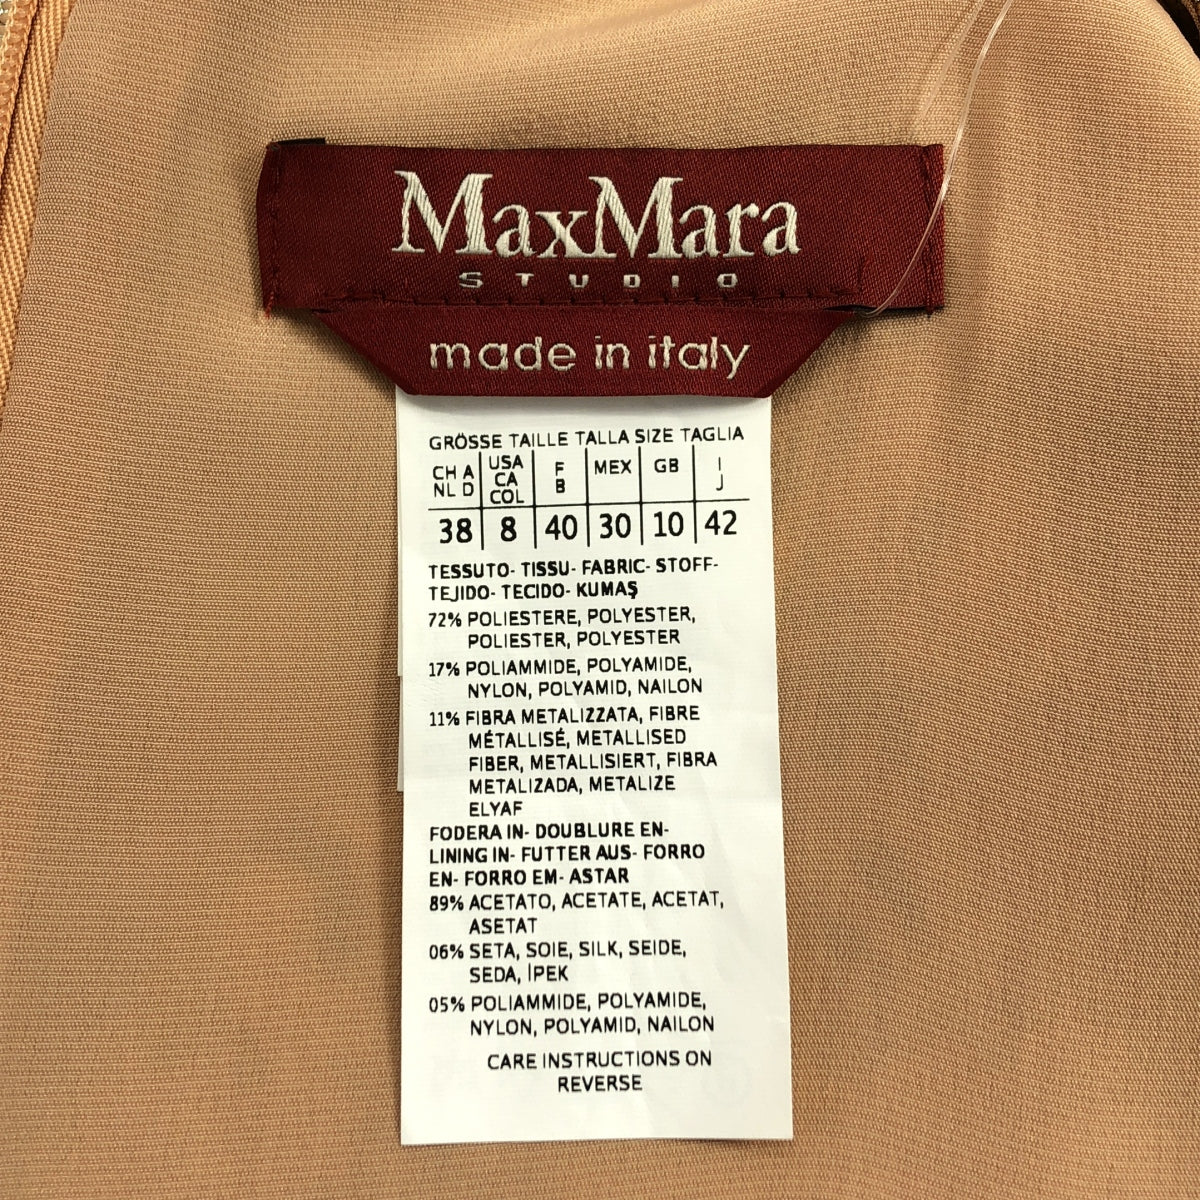 MaxMara
STUDIO
made in italy
GRÖSSE TAILLE TALLA SIZE TAGLIA
CH A NL D | USA CA COL | F B | MEX | GB | I J
38 | 8 | 40 | 30 | 10 | 42
TESSUTO- TISSU- FABRIC- STOFF-
TEJIDO- TECIDO- KUMAŞ
72% POLIESTERE, POLYESTER,
POLIESTER, POLYESTER
17% POLIAMMIDE, POLYAMIDE,
NYLON, POLYAMID, NAILON
11% FIBRA METALIZZATA, FIBRE
MÉTALLISÉ, METALLISED
FIBER, METALLISIERT, FIBRA
METALIZADA, METALIZE
ELYAF
FODERA IN- DOUBLURE EN-
LINING IN- FUTTER AUS- FORRO
EN- FORRO EM- ASTAR
89% ACETATO, ACETATE, ACETAT,
ASETAT
06% SETA, SOIE, SILK, SEIDE,
SEDA, İPEK
05% POLIAMMIDE, POLYAMIDE,
NYLON, POLYAMID, NAILON
CARE INSTRUCTIONS ON
REVERSE